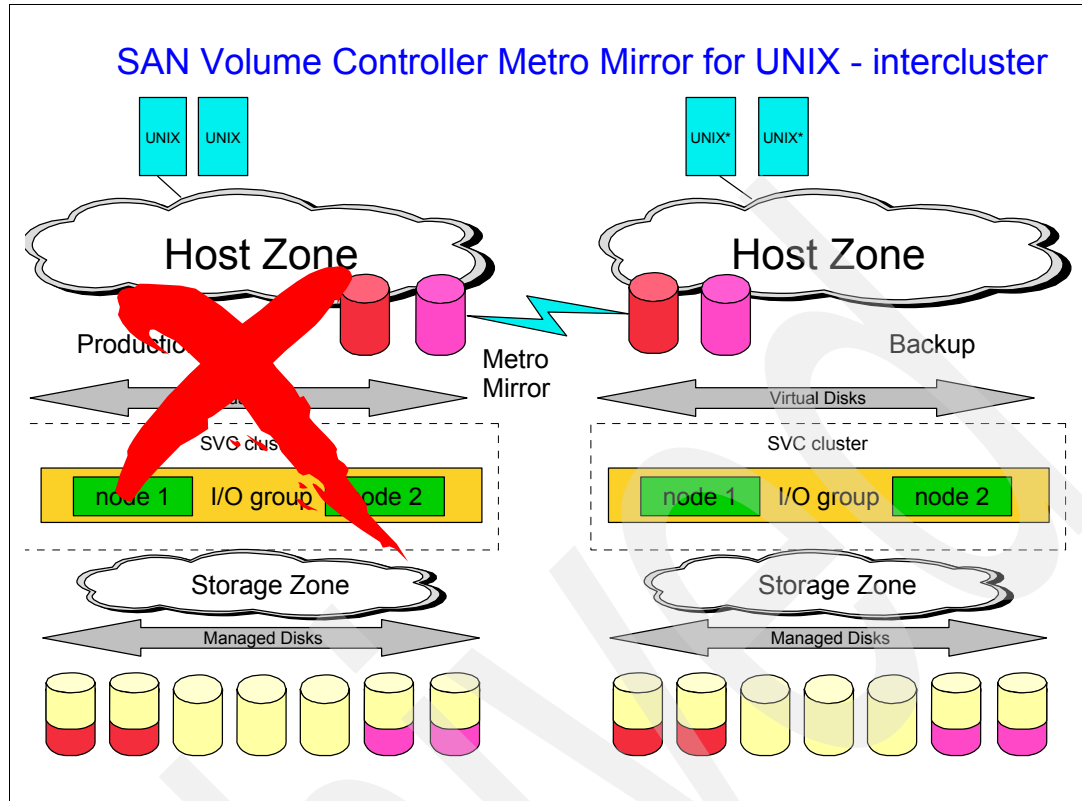 SAN Volume Controller Metro Mirror for UNIX - intercluster
UNIX
UNIX
UNIX*
UNIX*
Host Zone
Host Zone
Metro
Mirror
Backup
Virtual Disks
SVC cluster
node 1
I/O group
node 2
SVC cluster
node 1
I/O group
node 2
Storage Zone
Storage Zone
Managed Disks
Managed Disks